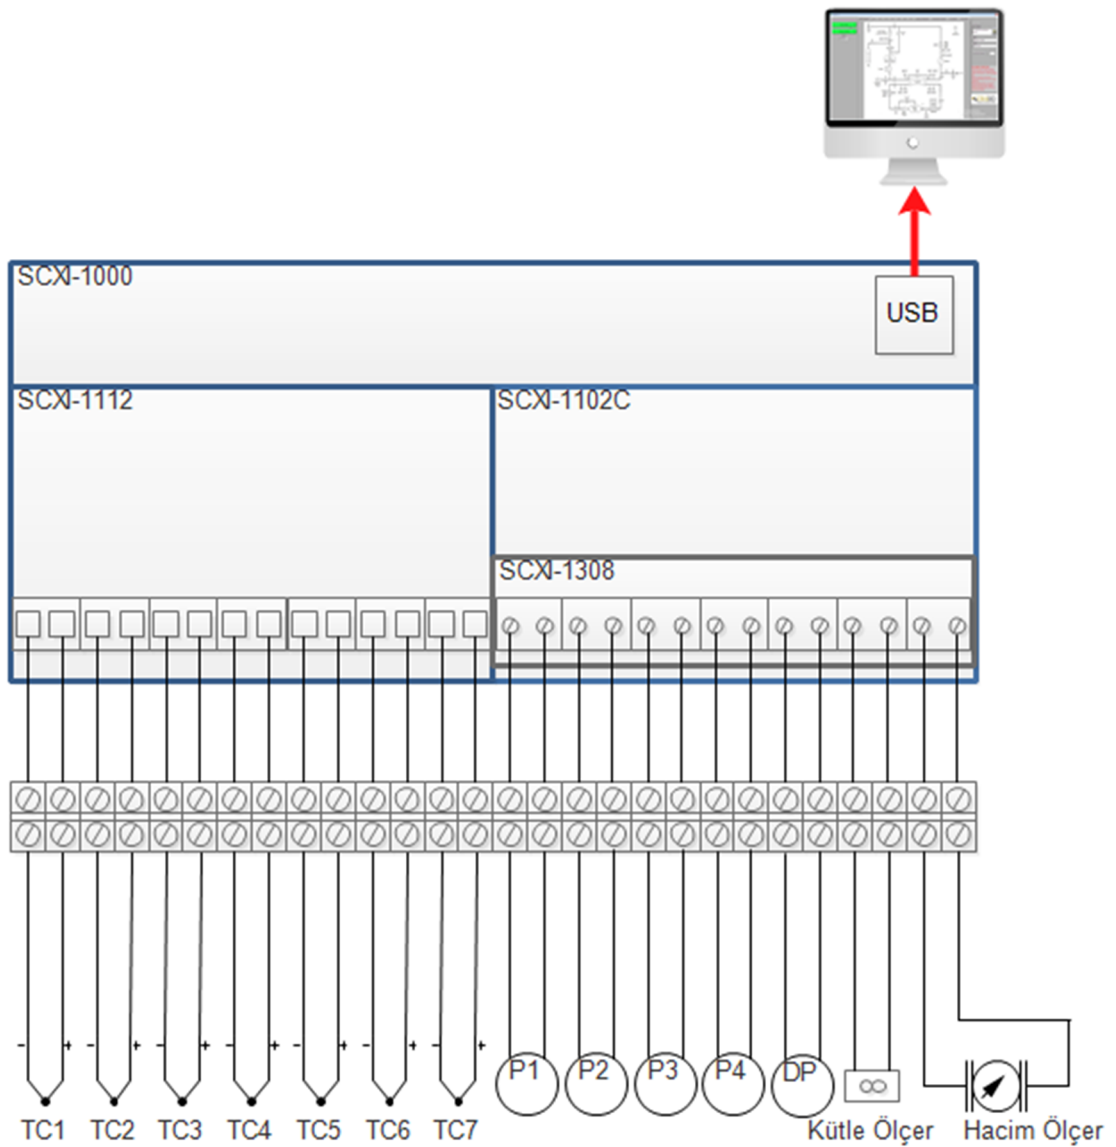 SCXI-1000
USB
SCXI-1112
SCXI-1102C
SCXI-1308
- + - + - + - + - + - + - +
P1 P2 P3 P4 DP
TC1 TC2 TC3 TC4 TC5 TC6 TC7 Kütle Ölçer Hacim Ölçer